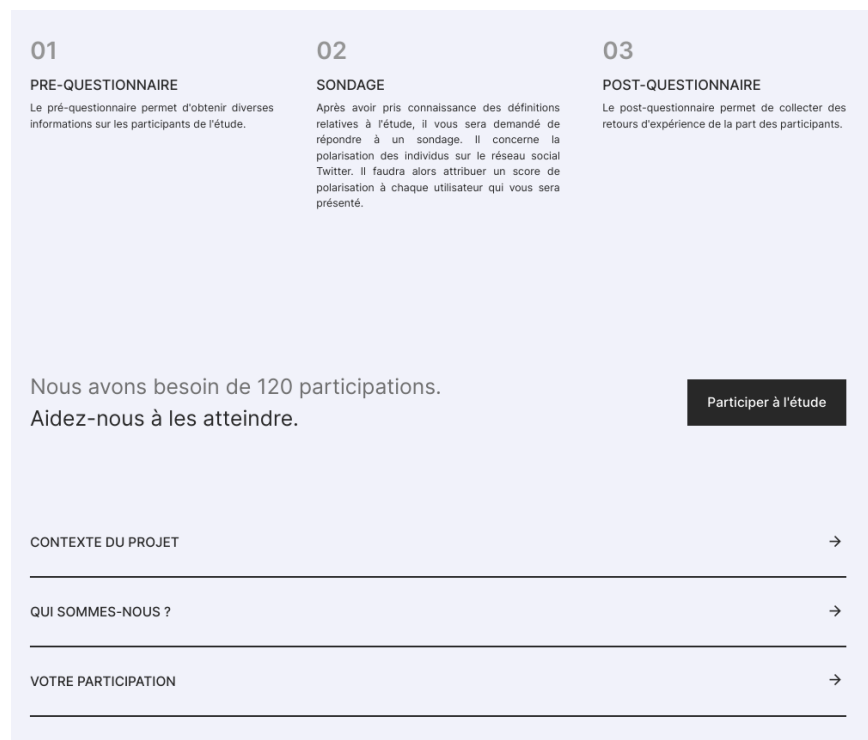 01
PRE-QUESTIONNAIRE
Le pré-questionnaire permet d'obtenir diverses
informations sur les participants de l'étude.
02
SONDAGE
Après avoir pris connaissance des définitions
relatives à l'étude, il vous sera demandé de
répondre à un sondage. Il concerne la
polarisation des individus sur le réseau social
Twitter. Il faudra alors attribuer un score de
polarisation à chaque utilisateur qui vous sera
présenté.
03
POST-QUESTIONNAIRE
Le post-questionnaire permet de collecter des
retours d'expérience de la part des participants.
Nous avons besoin de 120 participations.
Aidez-nous à les atteindre.
Participer à l'étude
CONTEXTE DU PROJET
QUI SOMMES-NOUS ?
VOTRE PARTICIPATION